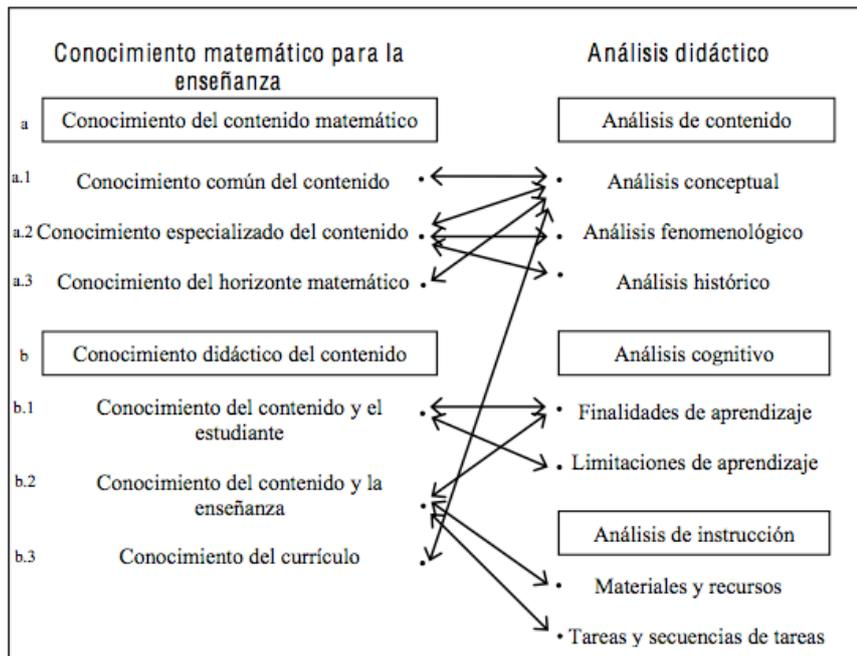 Conocimiento matemático para la
enseñanza
Análisis didáctico
a
Conocimiento del contenido matemático
Análisis de contenido
a.1
Conocimiento común del contenido
Análisis conceptual
a.2
Conocimiento especializado del contenido
Análisis fenomenológico
a.3
Conocimiento del horizonte matemático
Análisis histórico
b
Conocimiento didáctico del contenido
Análisis cognitivo
b.1
Conocimiento del contenido y el
estudiante
Finalidades de aprendizaje
Limitaciones de aprendizaje
b.2
Conocimiento del contenido y la
enseñanza
Análisis de instrucción
b.3
Conocimiento del currículo
Materiales y recursos
Tareas y secuencias de tareas